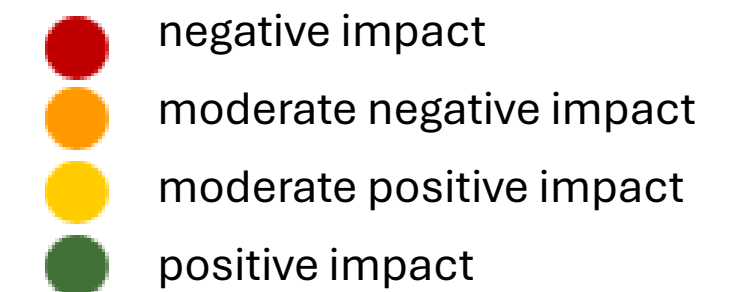 negative impact
moderate negative impact
moderate positive impact
positive impact